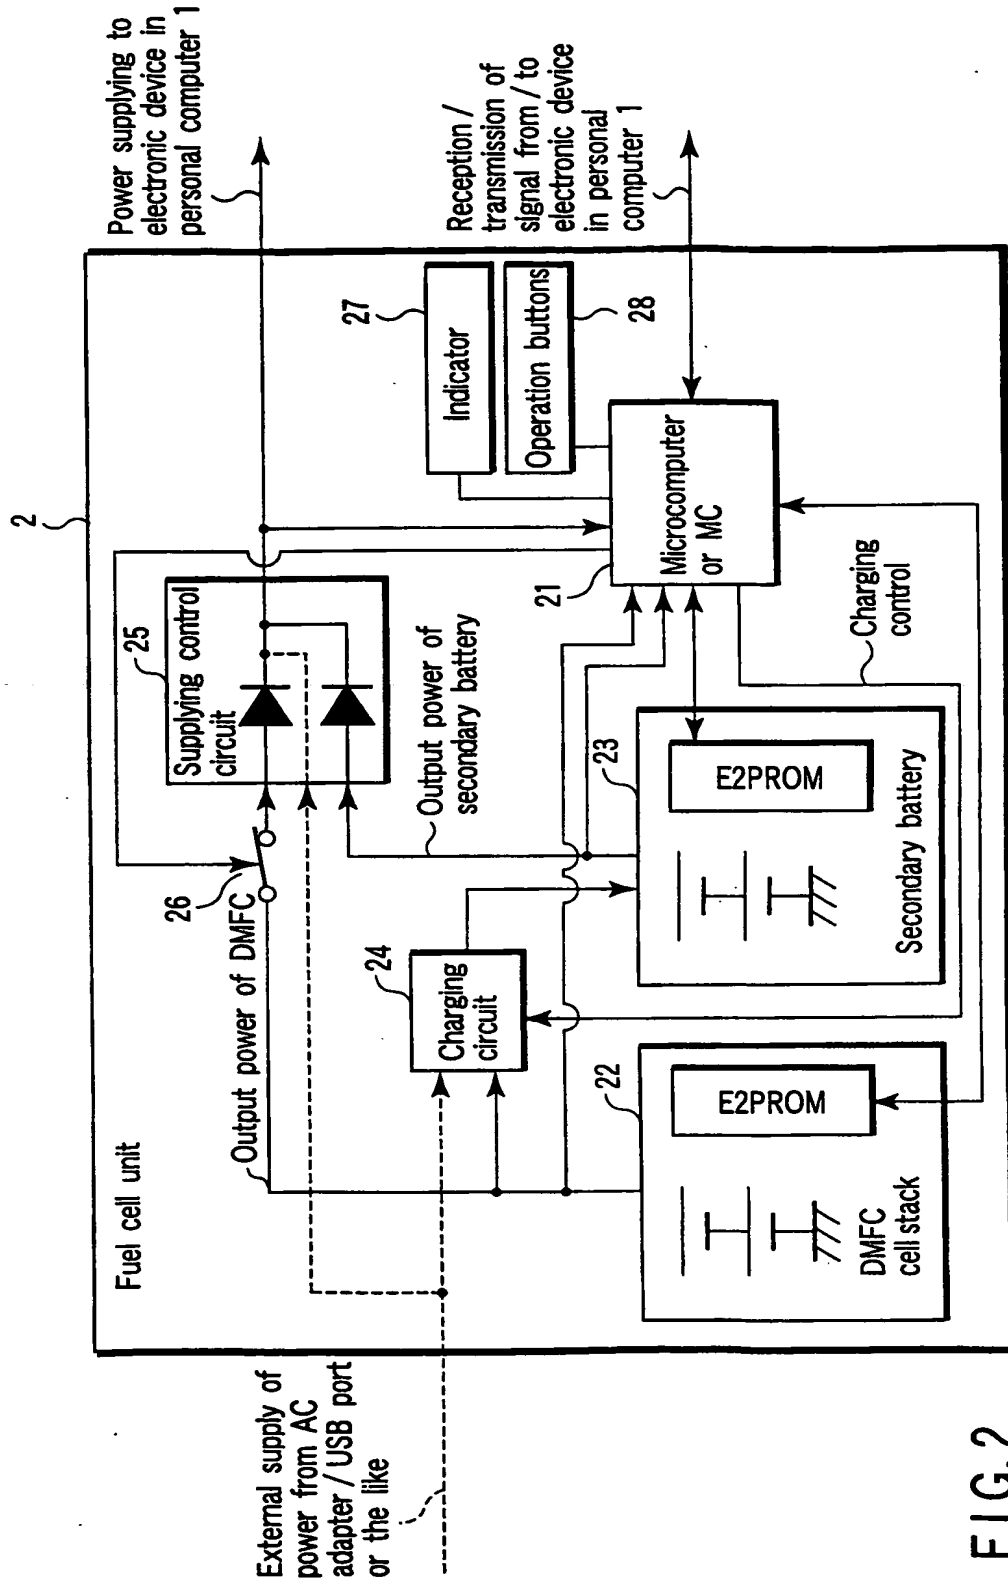 Power supplying to
electronic device in
personal computer 1
Reception /
transmission of
signal from / to
electronic device
in personal
computer 1
2
Fuel cell unit
25
Supplying control
circuit
26
Output power of DMFC
Output power of
secondary battery
27
Indicator
Operation buttons
28
21
Microcomputer
or MC
Charging
control
24
Charging
circuit
23
E2PROM
Secondary battery
22
E2PROM
DMFC
cell stack
External supply of
power from AC
adapter / USB port
or the like
FIG. 2